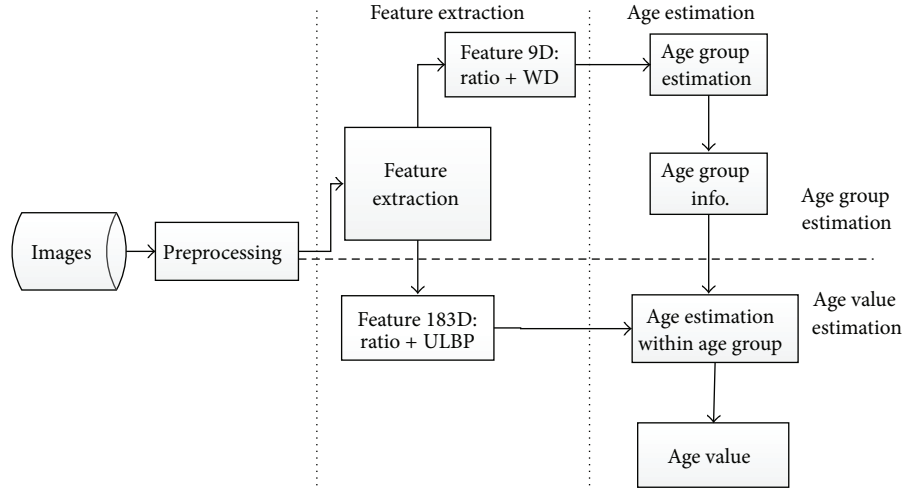 Feature extraction
Age estimation
Feature 9D:
ratio + WD
Age group
estimation
Feature
extraction
Age group
info.
Age group
estimation
Images
Preprocessing
Feature 183D:
ratio + ULBP
Age estimation
within age group
Age value
estimation
Age value